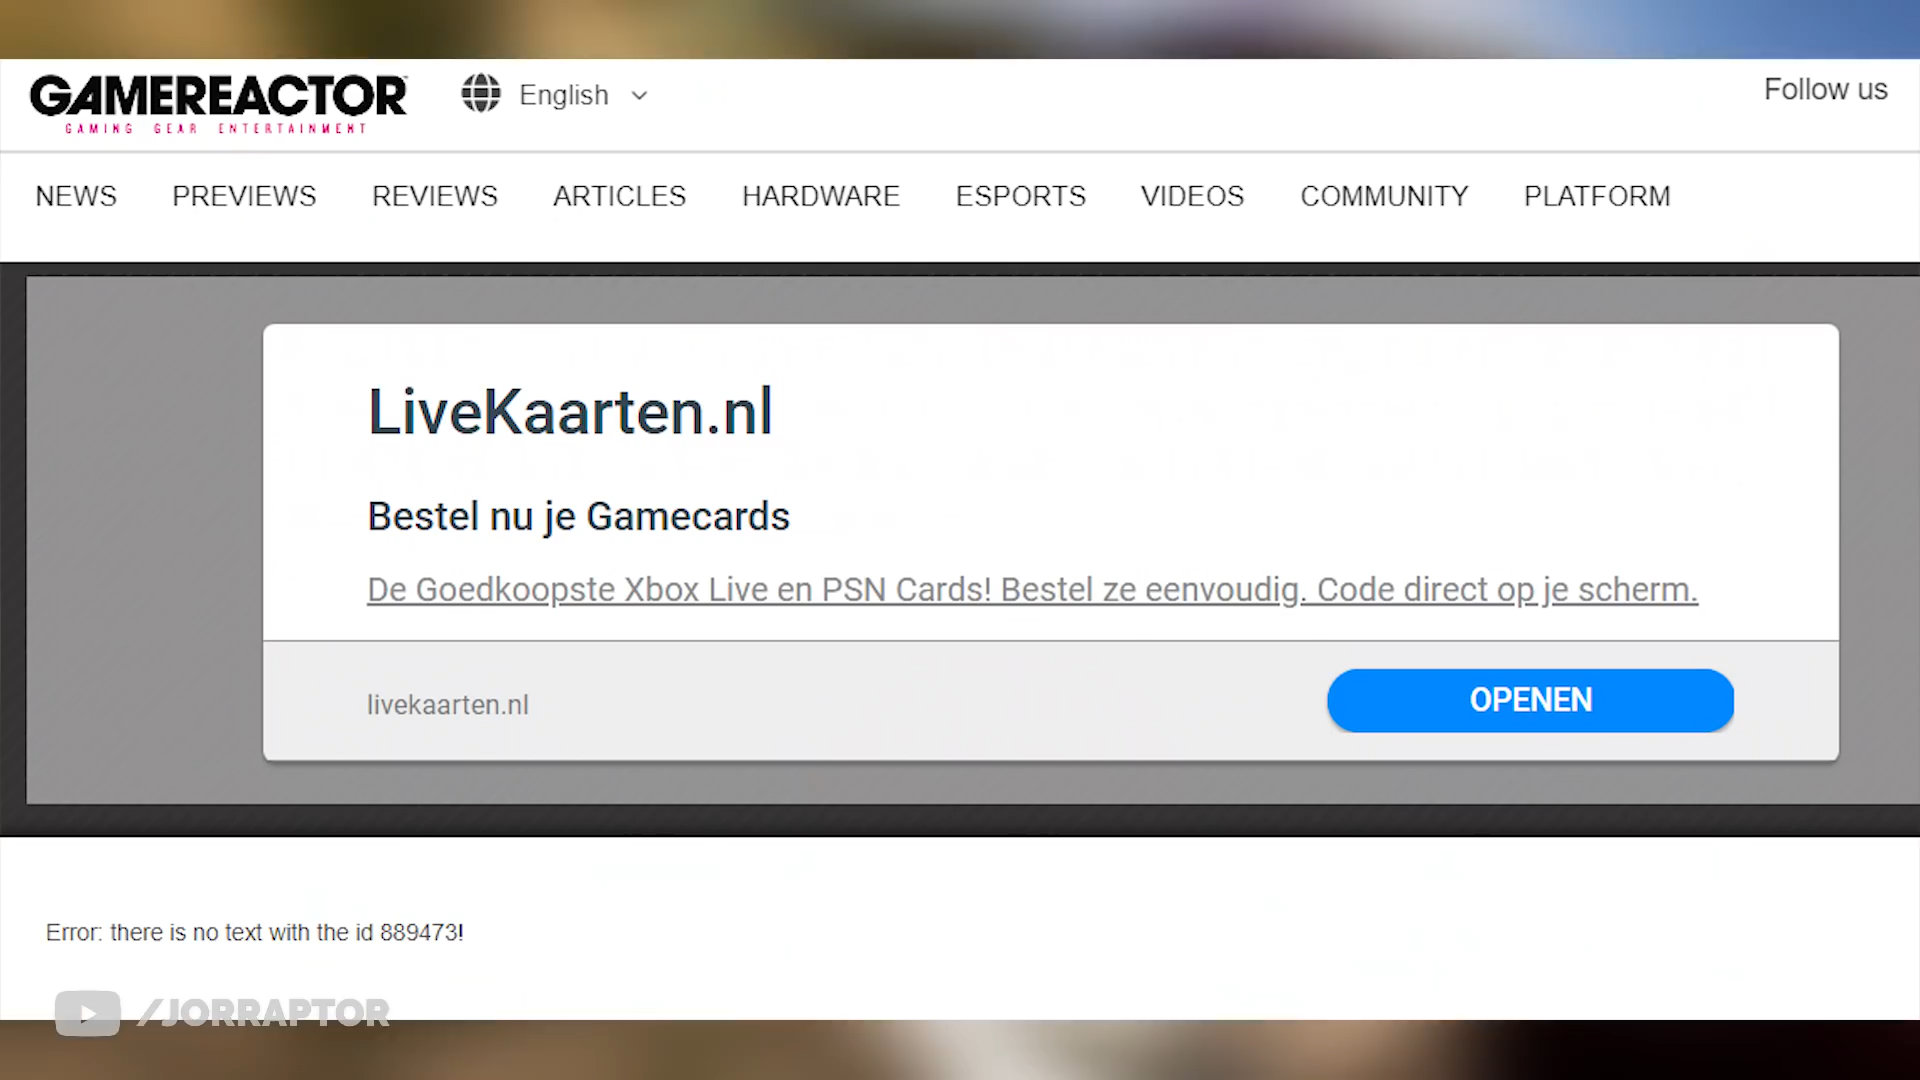 GAMEREACTOR
GAMING GEAR ENTERTAINMENT
English
Follow us
NEWS PREVIEWS REVIEWS ARTICLES HARDWARE ESPORTS VIDEOS COMMUNITY PLATFORM
LiveKaarten.nl
Bestel nu je Gamecards
De Goedkoopste Xbox Live en PSN Cards! Bestel ze eenvoudig. Code direct op je scherm.
livekaarten.nl
OPENEN
Error: there is no text with the id 889473!
/JORRAPTOR